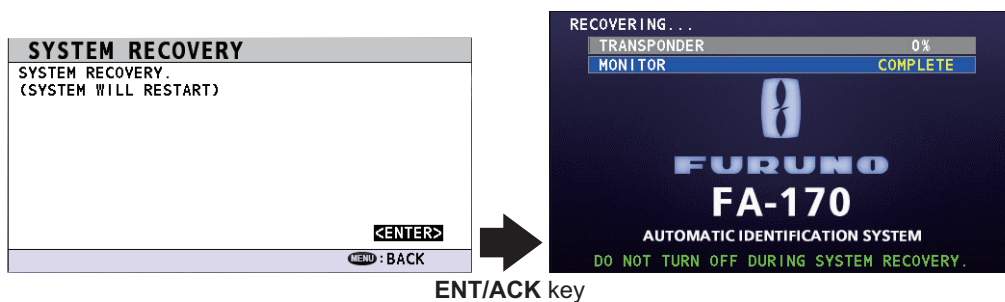 SYSTEM RECOVERY
SYSTEM RECOVERY.
(SYSTEM WILL RESTART)
<ENTER>
MENU : BACK
RECOVERING...
TRANSPONDER 0%
MONITOR COMPLETE
FURUNO
FA-170
AUTOMATIC IDENTIFICATION SYSTEM
DO NOT TURN OFF DURING SYSTEM RECOVERY.
ENT/ACK key